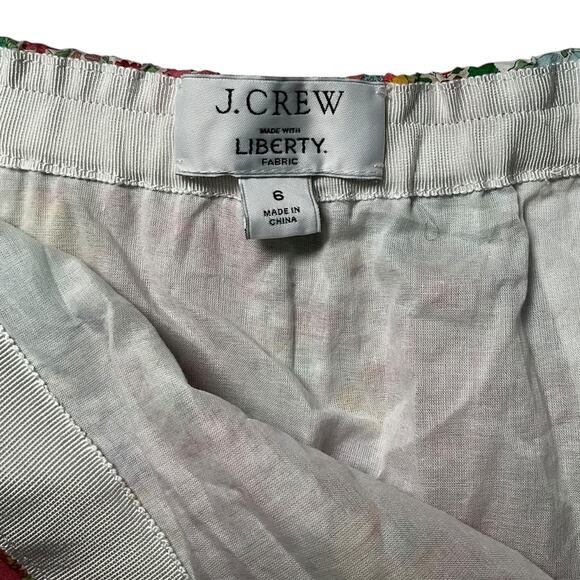 J.CREW
MADE WITH
LIBERTY.
FABRIC
6
MADE IN
CHINA